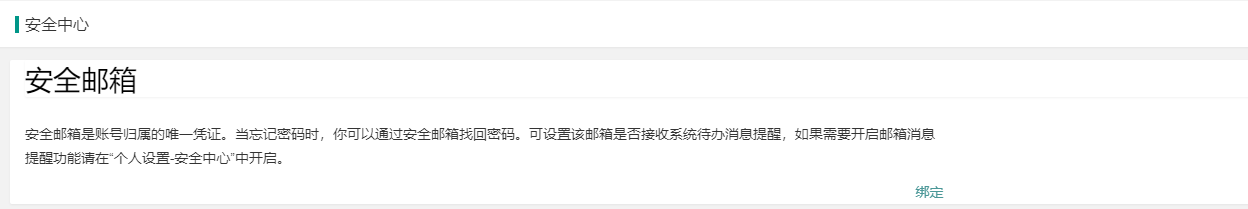 安全中心
安全邮箱
安全邮箱是账号归属的唯一凭证。当忘记密码时，你可以通过安全邮箱找回密码。可设置该邮箱是否接收系统待办消息提醒，如果需要开启邮箱消息
提醒功能请在“个人设置-安全中心”中开启。
绑定